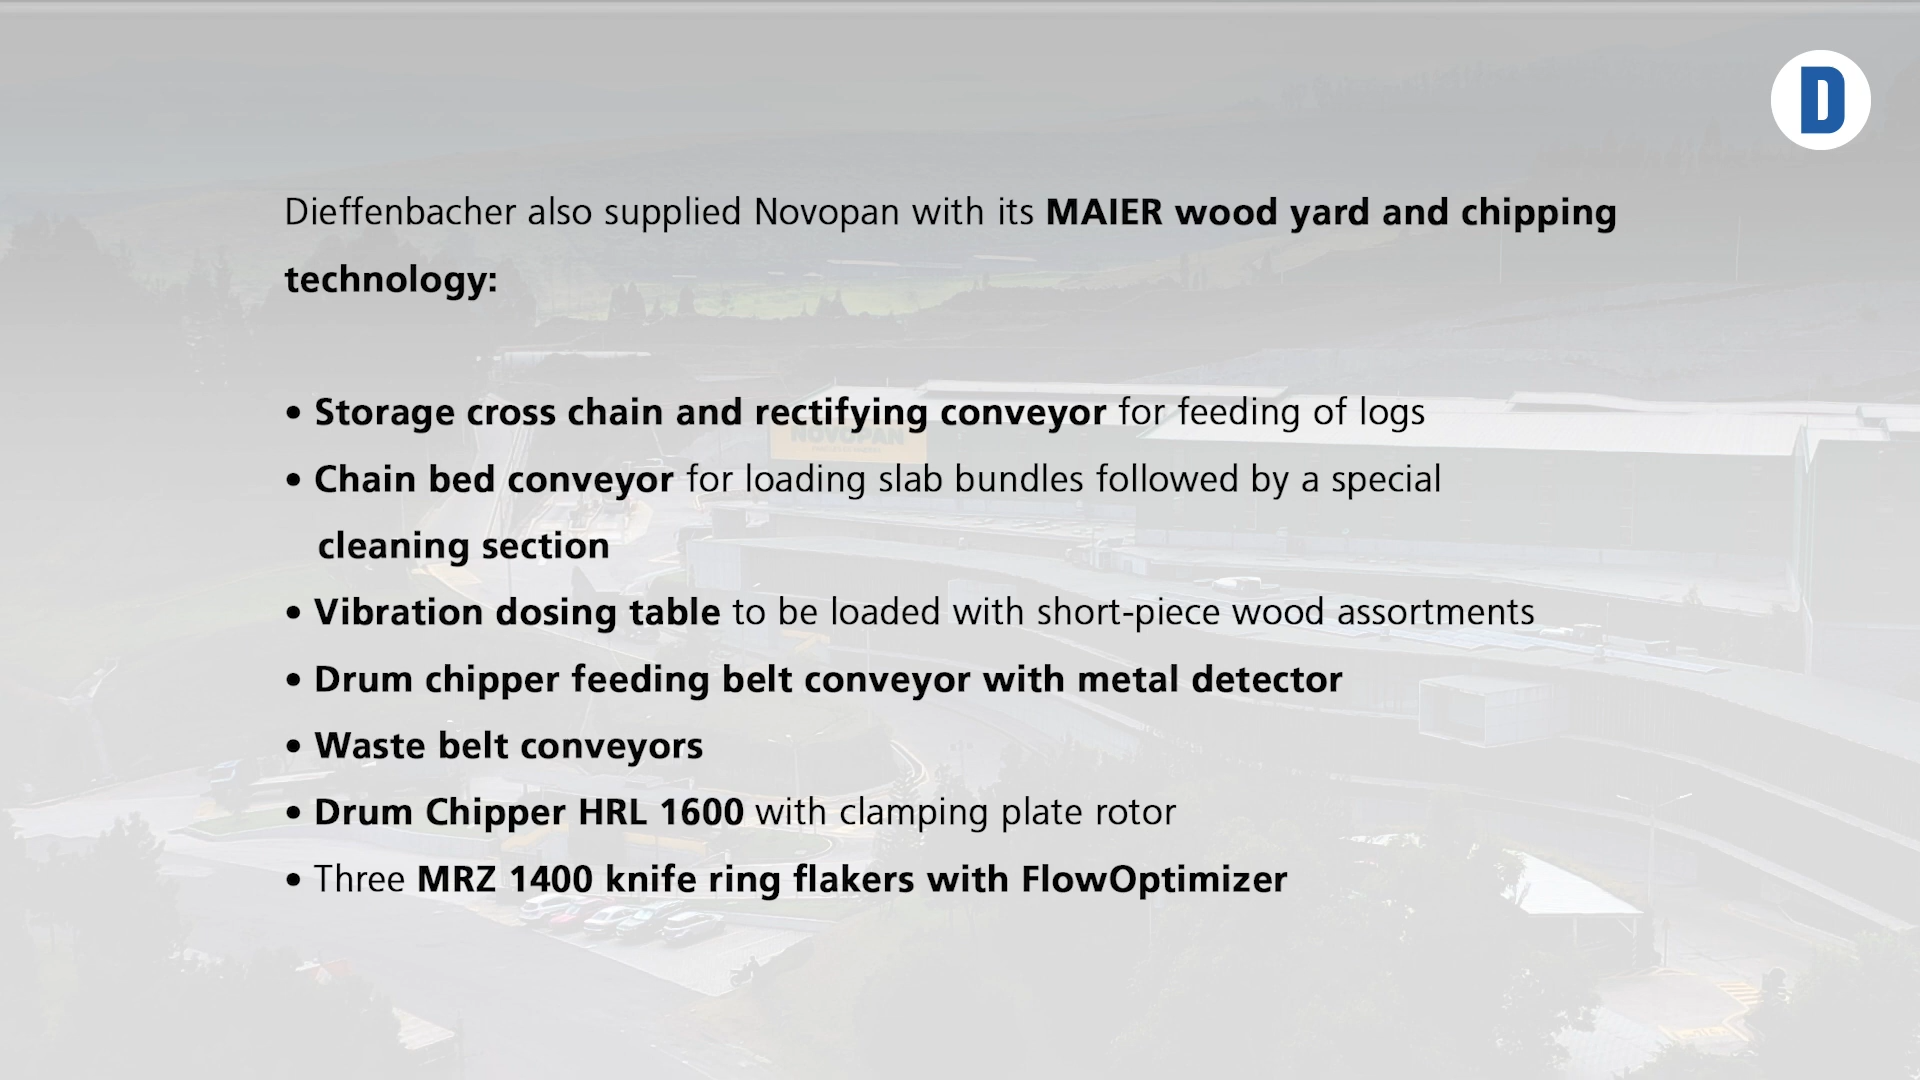 D
Dieffenbacher also supplied Novopan with its MAIER wood yard and chipping
technology:
• Storage cross chain and rectifying conveyor for feeding of logs
NOVOPAN
• Chain bed conveyor for loading slab bundles followed by a special
cleaning section
• Vibration dosing table to be loaded with short-piece wood assortments
• Drum chipper feeding belt conveyor with metal detector
• Waste belt conveyors
• Drum Chipper HRL 1600 with clamping plate rotor
• Three MRZ 1400 knife ring flakers with FlowOptimizer